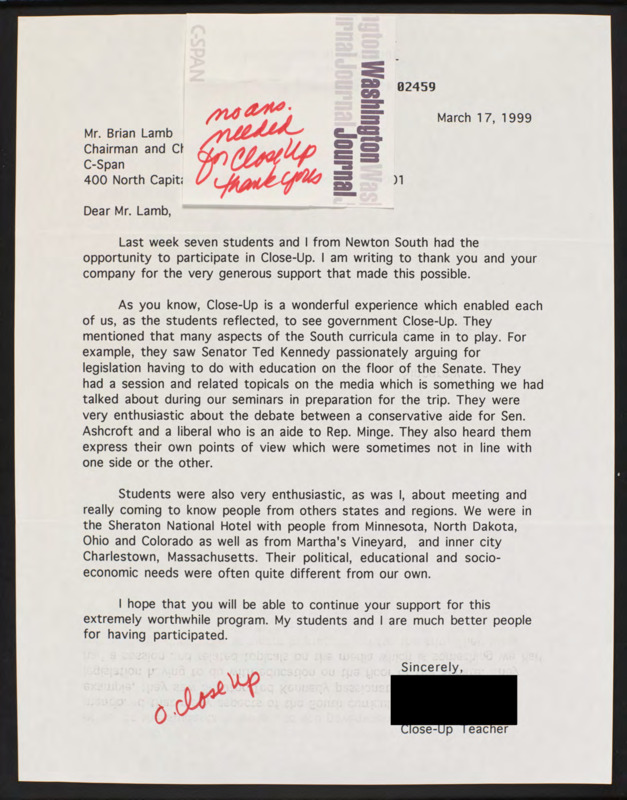 C-SPAN
Washington Journal
no ans.
needed
for Close Up
thank yous
02459
March 17, 1999
Mr. Brian Lamb
Chairman and Ch
C-Span
400 North Capit
01
Dear Mr. Lamb,
Last week seven students and I from Newton South had the
opportunity to participate in Close-Up. I am writing to thank you and your
company for the very generous support that made this possible.
As you know, Close-Up is a wonderful experience which enabled each
of us, as the students reflected, to see government Close-Up. They
mentioned that many aspects of the South curricula came in to play. For
example, they saw Senator Ted Kennedy passionately arguing for
legislation having to do with education on the floor of the Senate. They
had a session and related topicals on the media which is something we had
talked about during our seminars in preparation for the trip. They were
very enthusiastic about the debate between a conservative aide for Sen.
Ashcroft and a liberal who is an aide to Rep. Minge. They also heard them
express their own points of view which were sometimes not in line with
one side or the other.
Students were also very enthusiastic, as was I, about meeting and
really coming to know people from others states and regions. We were in
the Sheraton National Hotel with people from Minnesota, North Dakota,
Ohio and Colorado as well as from Martha's Vineyard, and inner city
Charlestown, Massachusetts. Their political, educational and socio-
economic needs were often quite different from our own.
I hope that you will be able to continue your support for this
extremely worthwhile program. My students and I are much better people
for having participated.
Sincerely,
Close-Up Teacher
o. close up